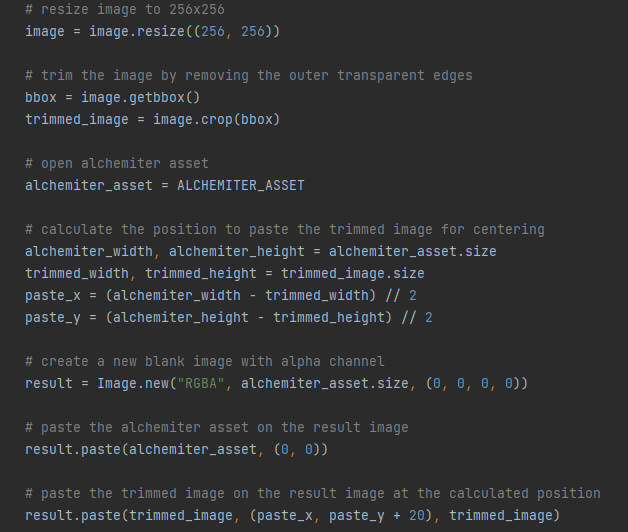 # resize image to 256x256
image = image.resize((256, 256))
# trim the image by removing the outer transparent edges
bbox = image.getbbox()
trimmed_image = image.crop(bbox)
# open alchemiter asset
alchemiter_asset = ALCHEMITER_ASSET
# calculate the position to paste the trimmed image for centering
alchemiter_width, alchemiter_height = alchemiter_asset.size
trimmed_width, trimmed_height = trimmed_image.size
paste_x = (alchemiter_width - trimmed_width) // 2
paste_y = (alchemiter_height - trimmed_height) // 2
# create a new blank image with alpha channel
result = Image.new("RGBA", alchemiter_asset.size, (0, 0, 0, 0))
# paste the alchemiter asset on the result image
result.paste(alchemiter_asset, (0, 0))
# paste the trimmed image on the result image at the calculated position
result.paste(trimmed_image, (paste_x, paste_y + 20), trimmed_image)